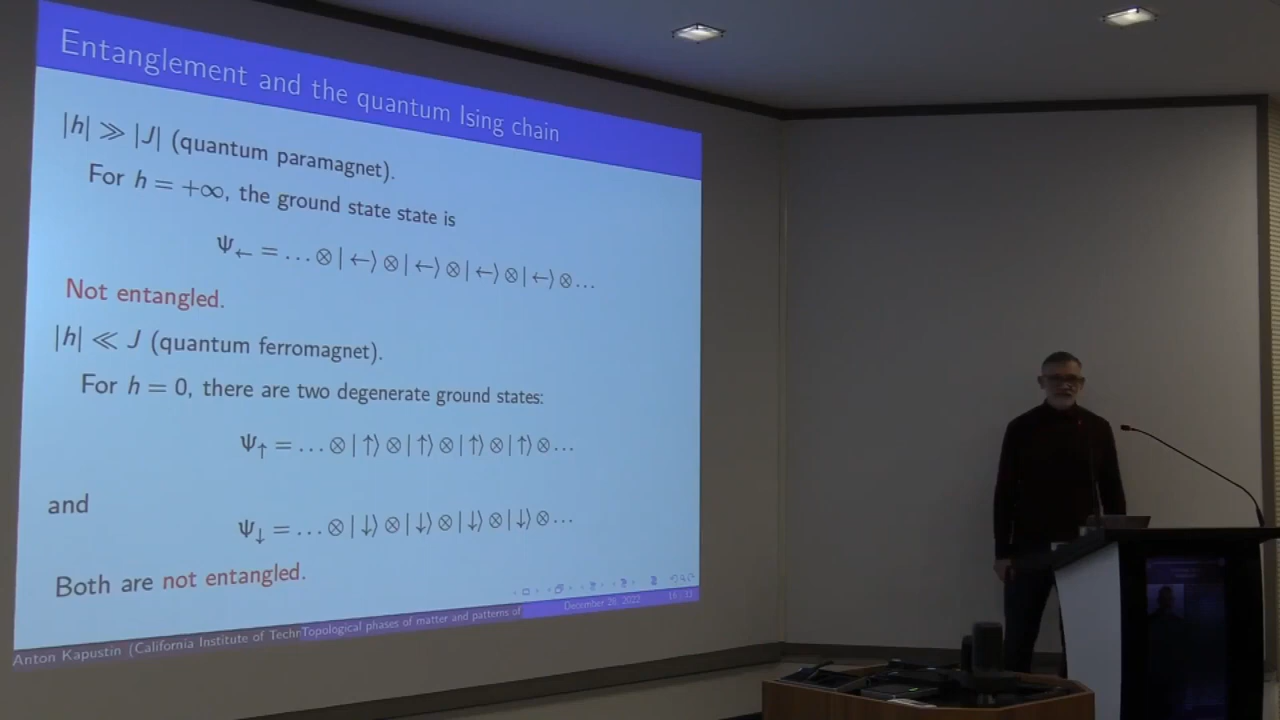 Entanglement and the quantum Ising chain
|h| ≫ |J| (quantum paramagnet).
For h = +∞, the ground state state is
Ψ← = … ⊗ |←⟩ ⊗ |←⟩ ⊗ |←⟩ ⊗ |←⟩ ⊗ …
Not entangled.
|h| ≪ J (quantum ferromagnet).
For h = 0, there are two degenerate ground states:
Ψ↑ = … ⊗ |↑⟩ ⊗ |↑⟩ ⊗ |↑⟩ ⊗ |↑⟩ ⊗ …
and
Ψ↓ = … ⊗ |↓⟩ ⊗ |↓⟩ ⊗ |↓⟩ ⊗ |↓⟩ ⊗ …
Both are not entangled.
Anton Kapustin (California Institute of Techn Topological phases of matter and patterns of December 2022